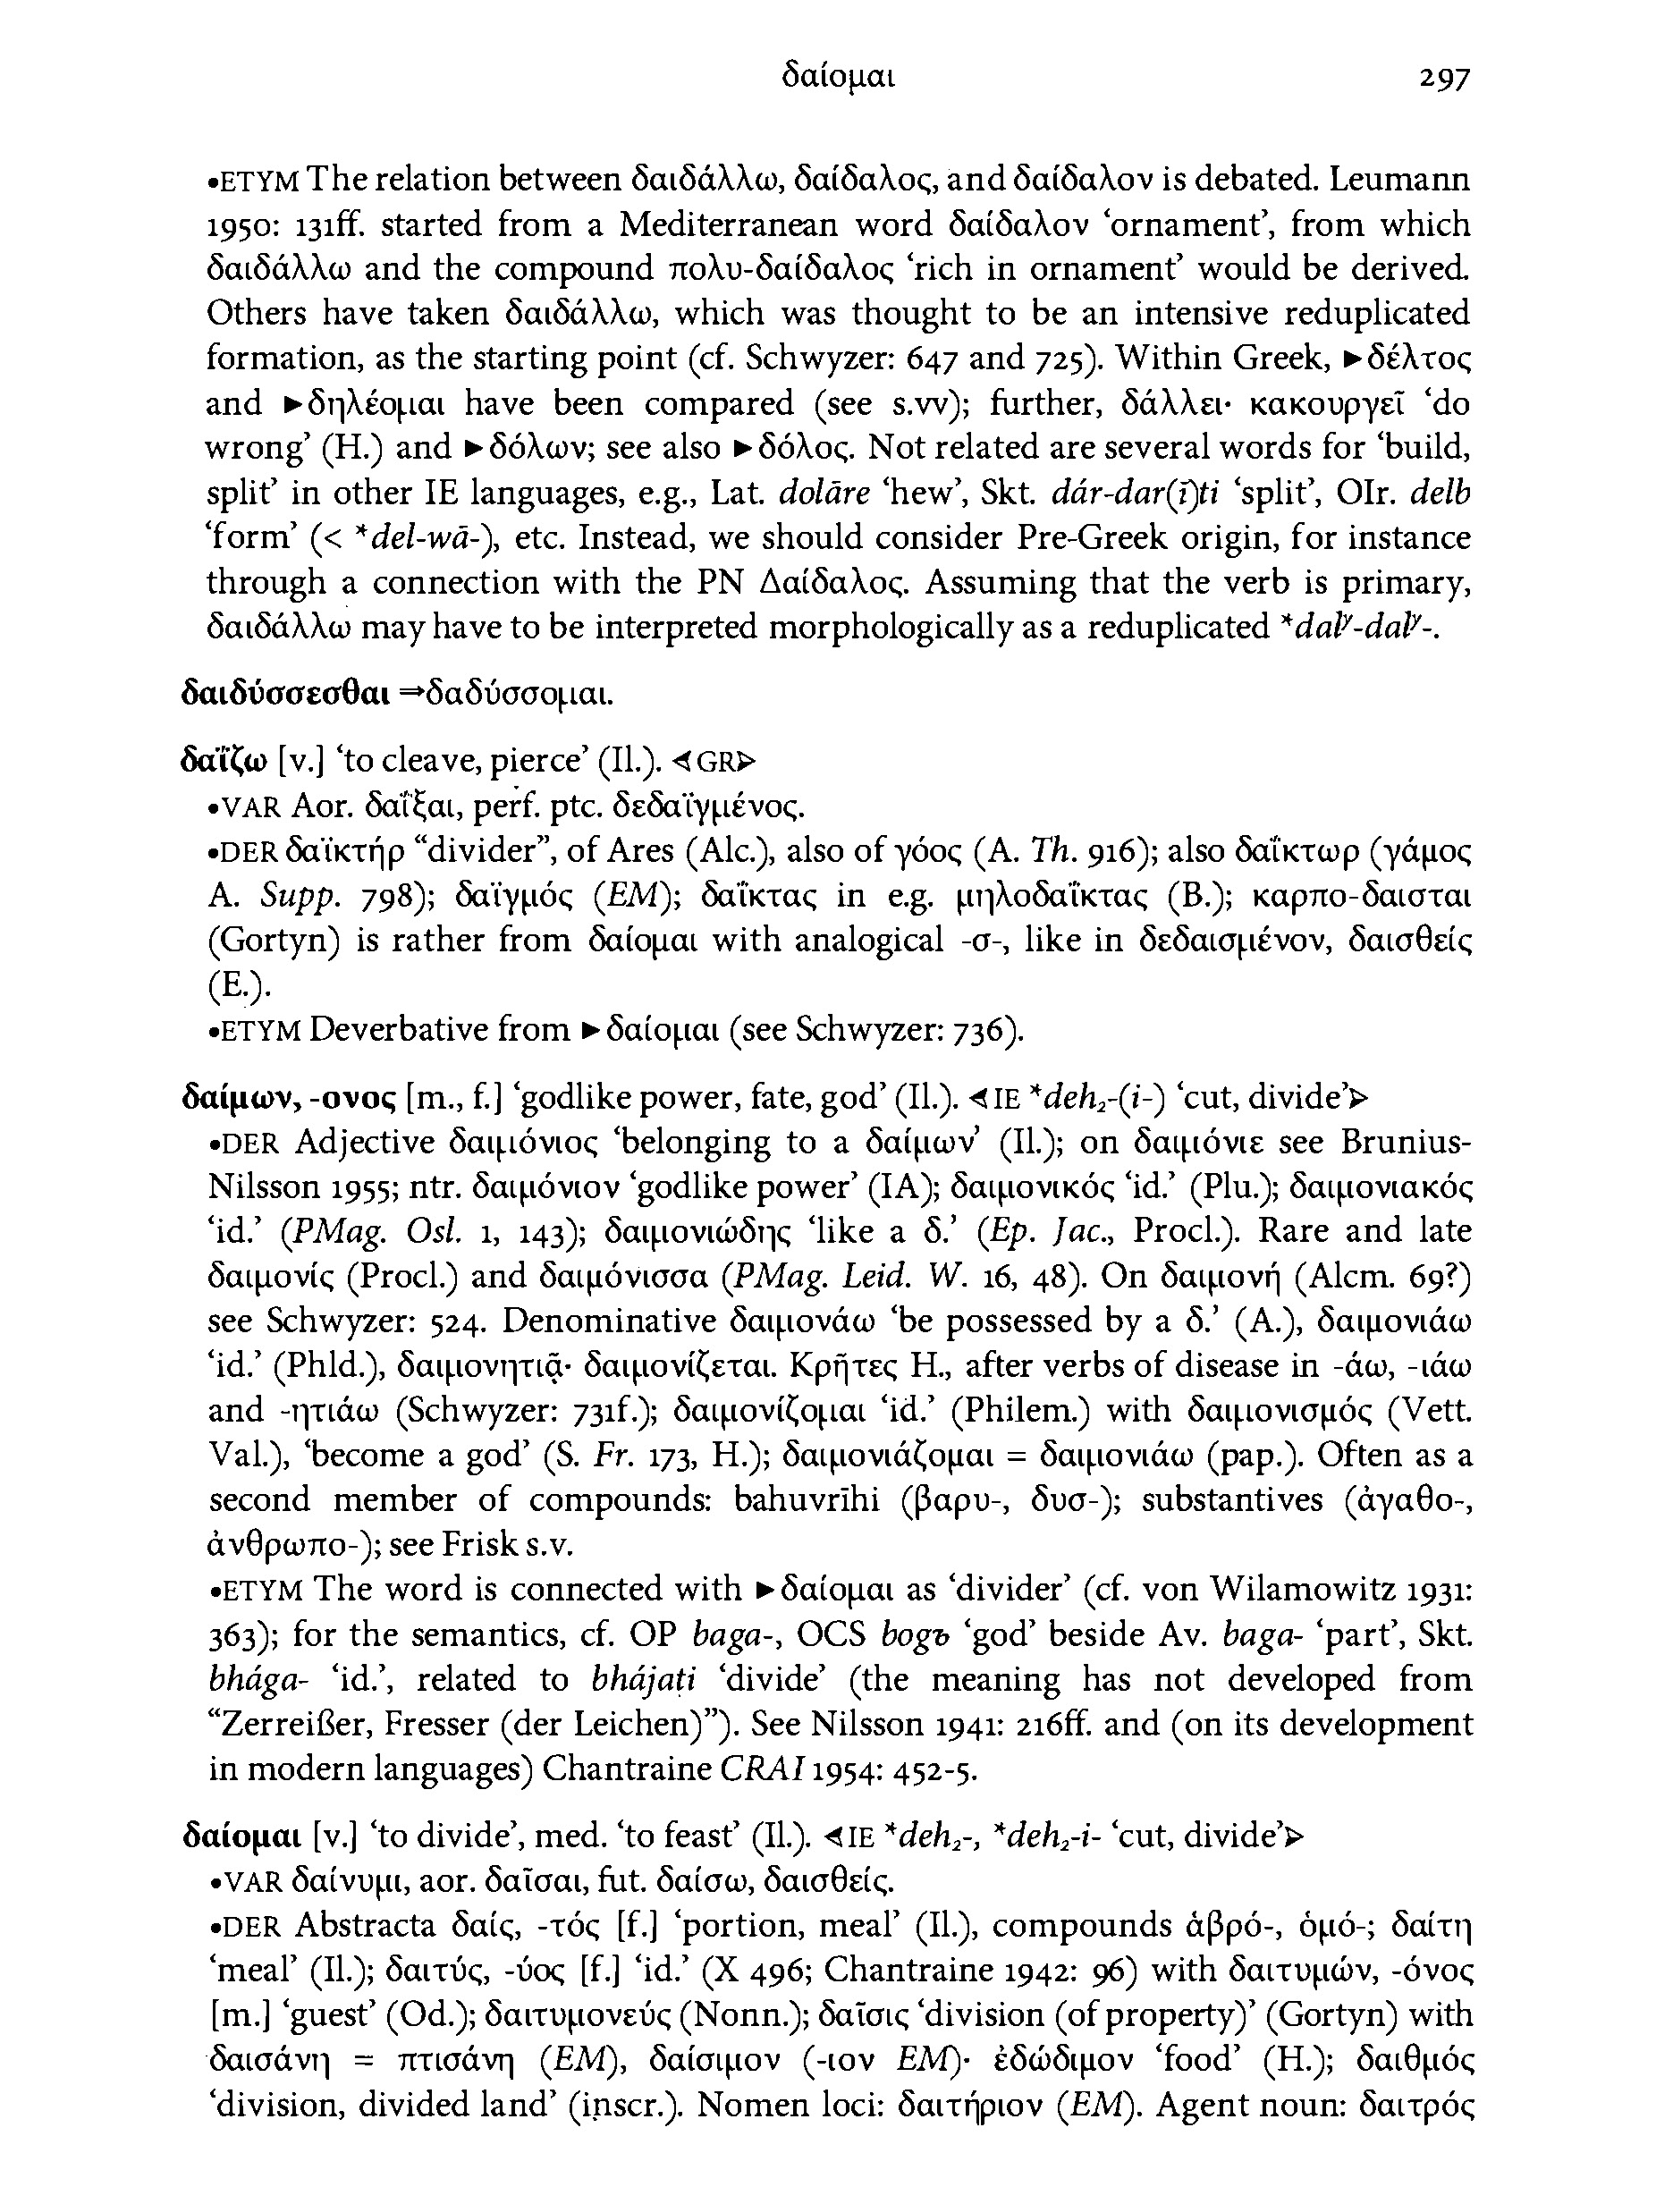 δαίομαι 297
•ETYM The relation between δαιδάλλω, δαίδαλος, and δαίδαλον is debated. Leumann
1950: 131ff. started from a Mediterranean word δαίδαλον ‘ornament’, from which
δαιδάλλω and the compound πολυ-δαίδαλος ‘rich in ornament’ would be derived.
Others have taken δαιδάλλω, which was thought to be an intensive reduplicated
formation, as the starting point (cf. Schwyzer: 647 and 725). Within Greek, ►δέλτος
and ►δηλέομαι have been compared (see s.vv); further, δάλλει· κακουργεῖ ‘do
wrong’ (H.) and ►δόλων; see also ►δόλος. Not related are several words for ‘build,
split’ in other IE languages, e.g., Lat. dolāre ‘hew’, Skt. dár-dar(ī)ti ‘split’, OIr. delb
‘form’ (< *del-wā-), etc. Instead, we should consider Pre-Greek origin, for instance
through a connection with the PN Δαίδαλος. Assuming that the verb is primary,
δαιδάλλω may have to be interpreted morphologically as a reduplicated *dalʸ-dalʸ-.
δαιδύσσεσθαι ⇒δαδύσσομαι.
δαΐζω [v.] ‘to cleave, pierce’ (Il.). ◁GR▷
•VAR Aor. δαΐξαι, perf. ptc. δεδαϊγμένος.
•DER δαϊκτήρ “divider”, of Ares (Alc.), also of γόος (A. Th. 916); also δαΐκτωρ (γάμος
A. Supp. 798); δαϊγμός (EM); δαΐκτας in e.g. μηλοδαΐκτας (B.); καρπο-δαισται
(Gortyn) is rather from δαίομαι with analogical -σ-, like in δεδαισμένον, δαισθείς
(E.).
•ETYM Deverbative from ►δαίομαι (see Schwyzer: 736).
δαίμων, -ονος [m., f.] ‘godlike power, fate, god’ (Il.). ◁IE *deh₂-(i-) ‘cut, divide’▷
•DER Adjective δαιμόνιος ‘belonging to a δαίμων’ (Il.); on δαιμόνιε see Brunius-
Nilsson 1955; ntr. δαιμόνιον ‘godlike power’ (IA); δαιμονικός ‘id.’ (Plu.); δαιμονιακός
‘id.’ (PMag. Osl. 1, 143); δαιμονιώδης ‘like a δ.’ (Ep. Jac., Procl.). Rare and late
δαιμονίς (Procl.) and δαιμόνισσα (PMag. Leid. W. 16, 48). On δαιμονή (Alcm. 69?)
see Schwyzer: 524. Denominative δαιμονάω ‘be possessed by a δ.’ (A.), δαιμονιάω
‘id.’ (Phld.), δαιμονητιᾷ· δαιμονίζεται. Κρῆτες H., after verbs of disease in -άω, -ιάω
and -ητιάω (Schwyzer: 731f.); δαιμονίζομαι ‘id.’ (Philem.) with δαιμονισμός (Vett.
Val.), ‘become a god’ (S. Fr. 173, H.); δαιμονιάζομαι = δαιμονιάω (pap.). Often as a
second member of compounds: bahuvrīhi (βαρυ-, δυσ-); substantives (ἀγαθο-,
ἀνθρωπο-); see Frisk s.v.
•ETYM The word is connected with ►δαίομαι as ‘divider’ (cf. von Wilamowitz 1931:
363); for the semantics, cf. OP baga-, OCS bogъ ‘god’ beside Av. baga- ‘part’, Skt.
bhága- ‘id.’, related to bhájati ‘divide’ (the meaning has not developed from
“Zerreißer, Fresser (der Leichen)”). See Nilsson 1941: 216ff. and (on its development
in modern languages) Chantraine CRAI 1954: 452-5.
δαίομαι [v.] ‘to divide’, med. ‘to feast’ (Il.). ◁IE *deh₂-, *deh₂-i- ‘cut, divide’▷
•VAR δαίνυμι, aor. δαῖσαι, fut. δαίσω, δαισθείς.
•DER Abstracta δαίς, -τός [f.] ‘portion, meal’ (Il.), compounds ἁβρό-, ὁμό-; δαίτη
‘meal’ (Il.); δαιτύς, -ύος [f.] ‘id.’ (X 496; Chantraine 1942: 96) with δαιτυμών, -όνος
[m.] ‘guest’ (Od.); δαιτυμονεύς (Nonn.); δαῖσις ‘division (of property)’ (Gortyn) with
δαισάνη = πτισάνη (EM), δαίσιμον (-ιον EM)· ἐδώδιμον ‘food’ (H.); δαιθμός
‘division, divided land’ (inscr.). Nomen loci: δαιτήριον (EM). Agent noun: δαιτρός